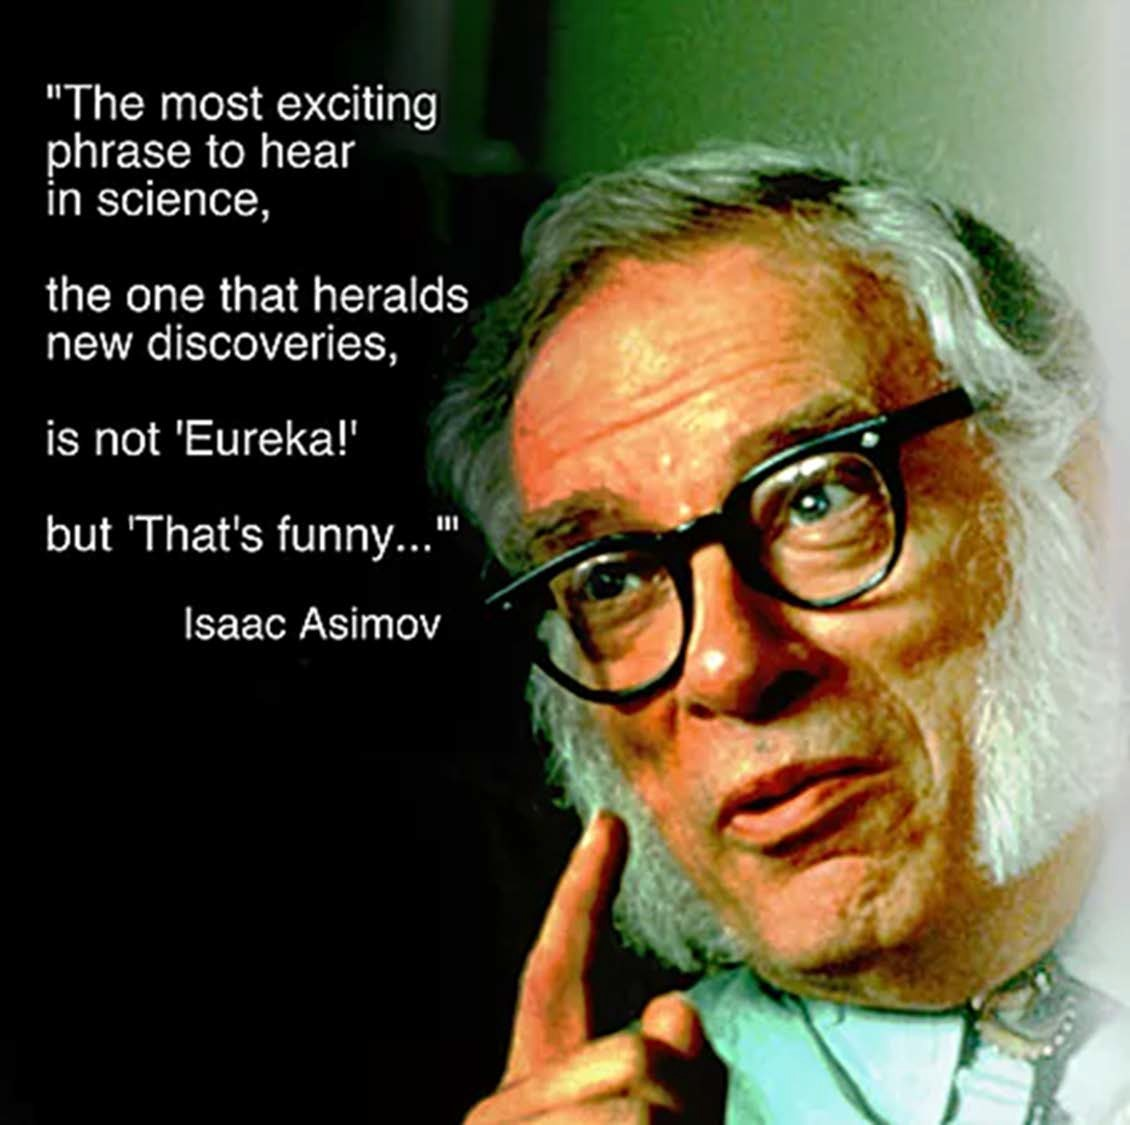 "The most exciting
phrase to hear
in science,
the one that heralds
new discoveries,
is not 'Eureka!'
but 'That's funny...'"
Isaac Asimov